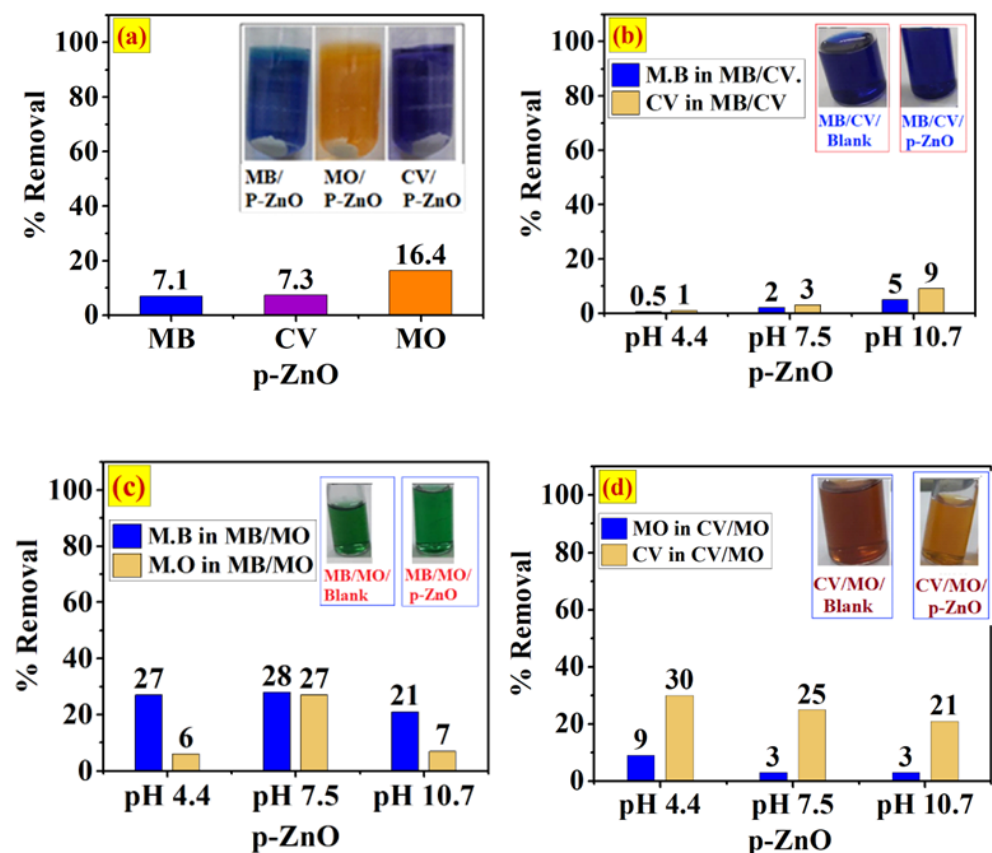 (a)
% Removal
100
80
60
40
20
0
MB/
P-ZnO
MO/
P-ZnO
CV/
P-ZnO
7.1
7.3
16.4
MB
CV
MO
p-ZnO
(b)
% Removal
100
80
60
40
20
0
M.B in MB/CV.
CV in MB/CV
MB/CV/
Blank
MB/CV/
p-ZnO
0.5
1
2
3
5
9
pH 4.4
pH 7.5
pH 10.7
p-ZnO
(c)
% Removal
100
80
60
40
20
0
M.B in MB/MO
M.O in MB/MO
MB/MO/
Blank
MB/MO/
p-ZnO
27
6
28
27
21
7
pH 4.4
pH 7.5
pH 10.7
p-ZnO
(d)
% Removal
100
80
60
40
20
0
MO in CV/MO
CV in CV/MO
CV/MO/
Blank
CV/MO/
p-ZnO
9
30
3
25
3
21
pH 4.4
pH 7.5
pH 10.7
p-ZnO